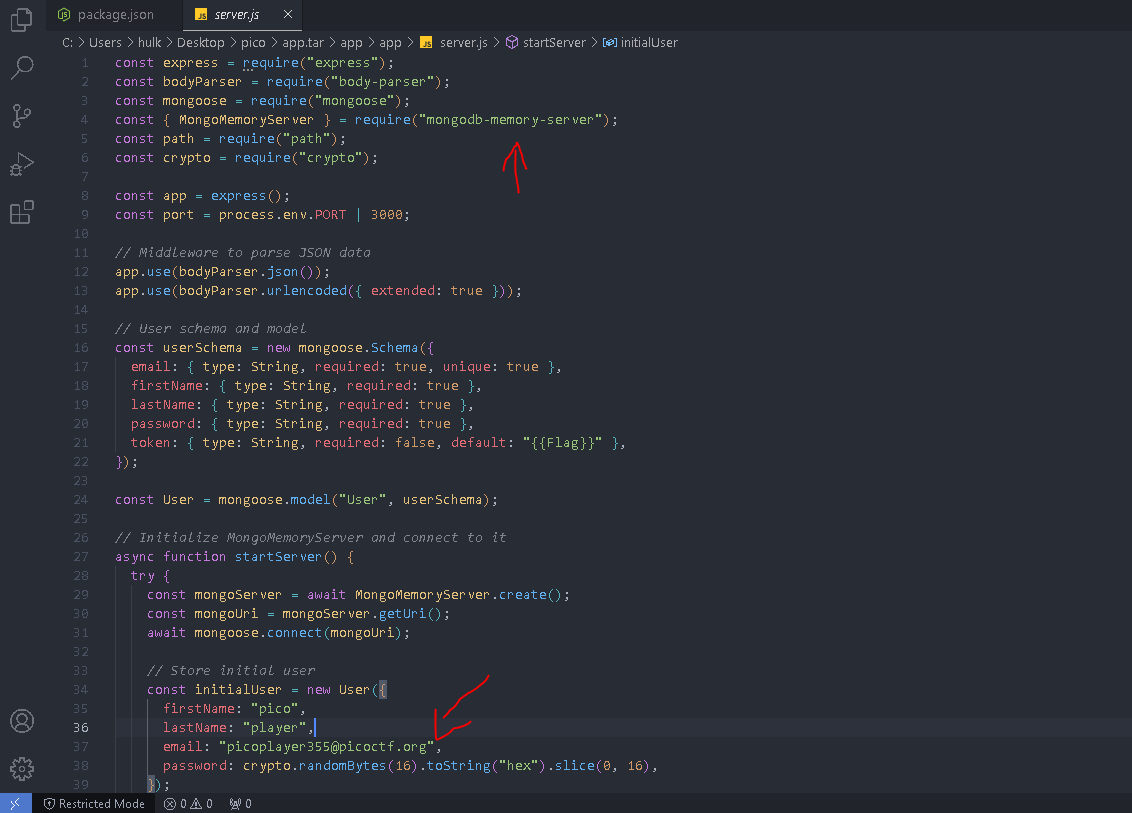 package.json
server.js
C: > Users > hulk > Desktop > pico > app.tar > app > app > server.js > startServer > initialUser
1 const express = require("express");
2 const bodyParser = require("body-parser");
3 const mongoose = require("mongoose");
4 const { MongoMemoryServer } = require("mongodb-memory-server");
5 const path = require("path");
6 const crypto = require("crypto");
7
8 const app = express();
9 const port = process.env.PORT | 3000;
10
11 // Middleware to parse JSON data
12 app.use(bodyParser.json());
13 app.use(bodyParser.urlencoded({ extended: true }));
14
15 // User schema and model
16 const userSchema = new mongoose.Schema({
17 email: { type: String, required: true, unique: true },
18 firstName: { type: String, required: true },
19 lastName: { type: String, required: true },
20 password: { type: String, required: true },
21 token: { type: String, required: false, default: "{{Flag}}" },
22 });
23
24 const User = mongoose.model("User", userSchema);
25
26 // Initialize MongoMemoryServer and connect to it
27 async function startServer() {
28 try {
29 const mongoServer = await MongoMemoryServer.create();
30 const mongoUri = mongoServer.getUri();
31 await mongoose.connect(mongoUri);
32
33 // Store initial user
34 const initialUser = new User({
35 firstName: "pico",
36 lastName: "player",
37 email: "picoplayer355@picoctf.org",
38 password: crypto.randomBytes(16).toString("hex").slice(0, 16),
39 });
Restricted Mode 0 0 0